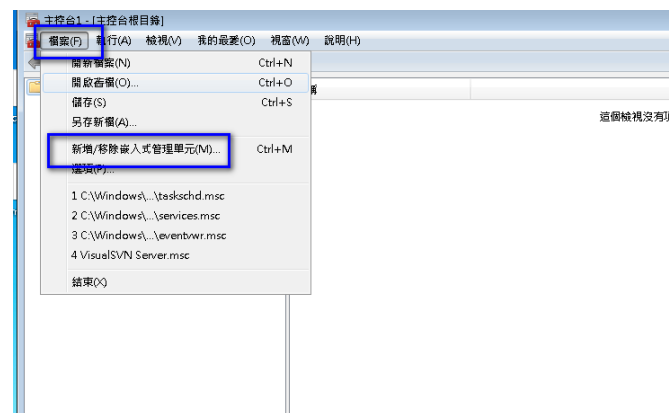 主控台1 - [主控台根目錄]
檔案(F) 執行(A) 檢視(V) 我的最愛(O) 視窗(W) 說明(H)
開新檔案(N) Ctrl+N
開啟舊檔(O)... Ctrl+O
儲存(S) Ctrl+S
另存新檔(A)...
新增/移除嵌入式管理單元(M)... Ctrl+M
選項(P)...
1 C:\Windows\...\taskschd.msc
2 C:\Windows\...\services.msc
3 C:\Windows\...\eventvwr.msc
4 VisualSVN Server.msc
結束(X)
這個檢視沒有